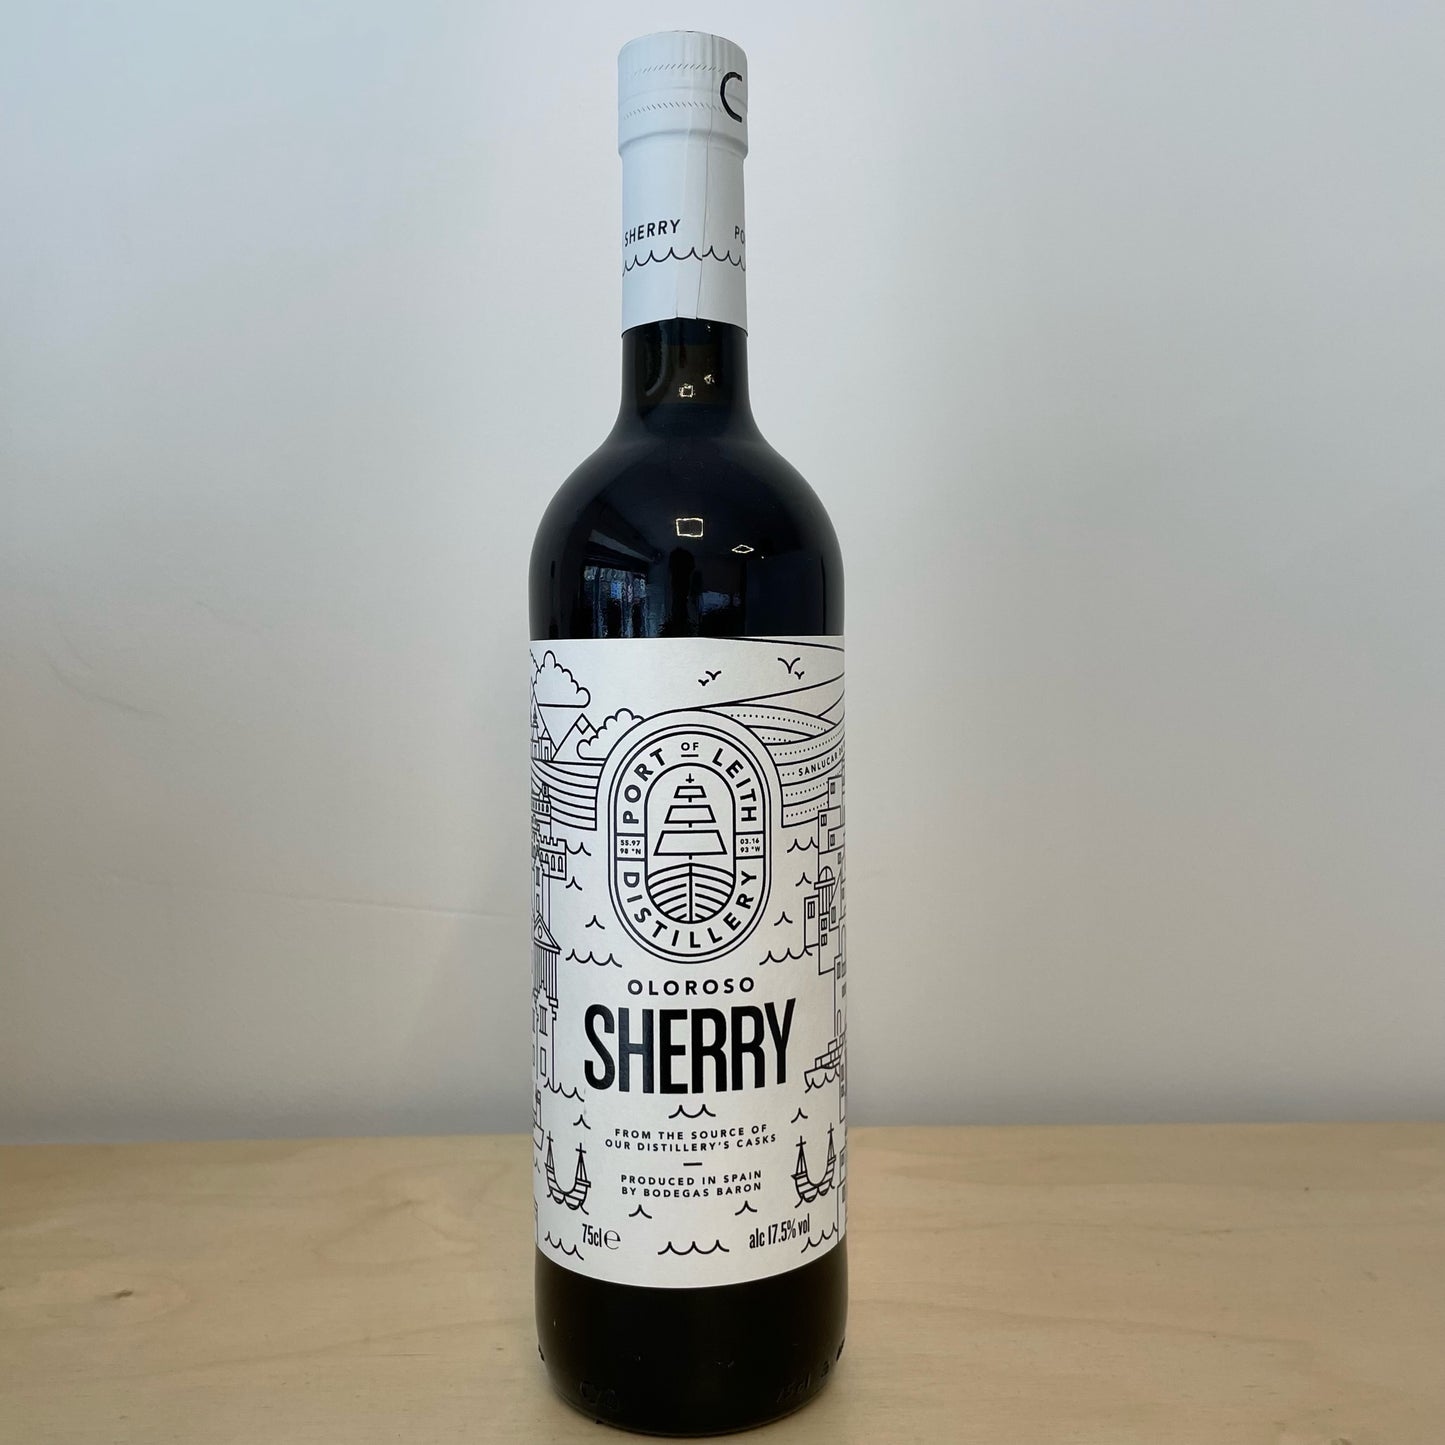 C
SHERRY
PO
SANLUCAR
PORT OF LEITH
55.97
98 °N
03.16
93 °W
DISTILLERY
OLOROSO
SHERRY
FROM THE SOURCE OF
OUR DISTILLERY'S CASKS
PRODUCED IN SPAIN
BY BODEGAS BARON
75cl e
alc 17.5% vol